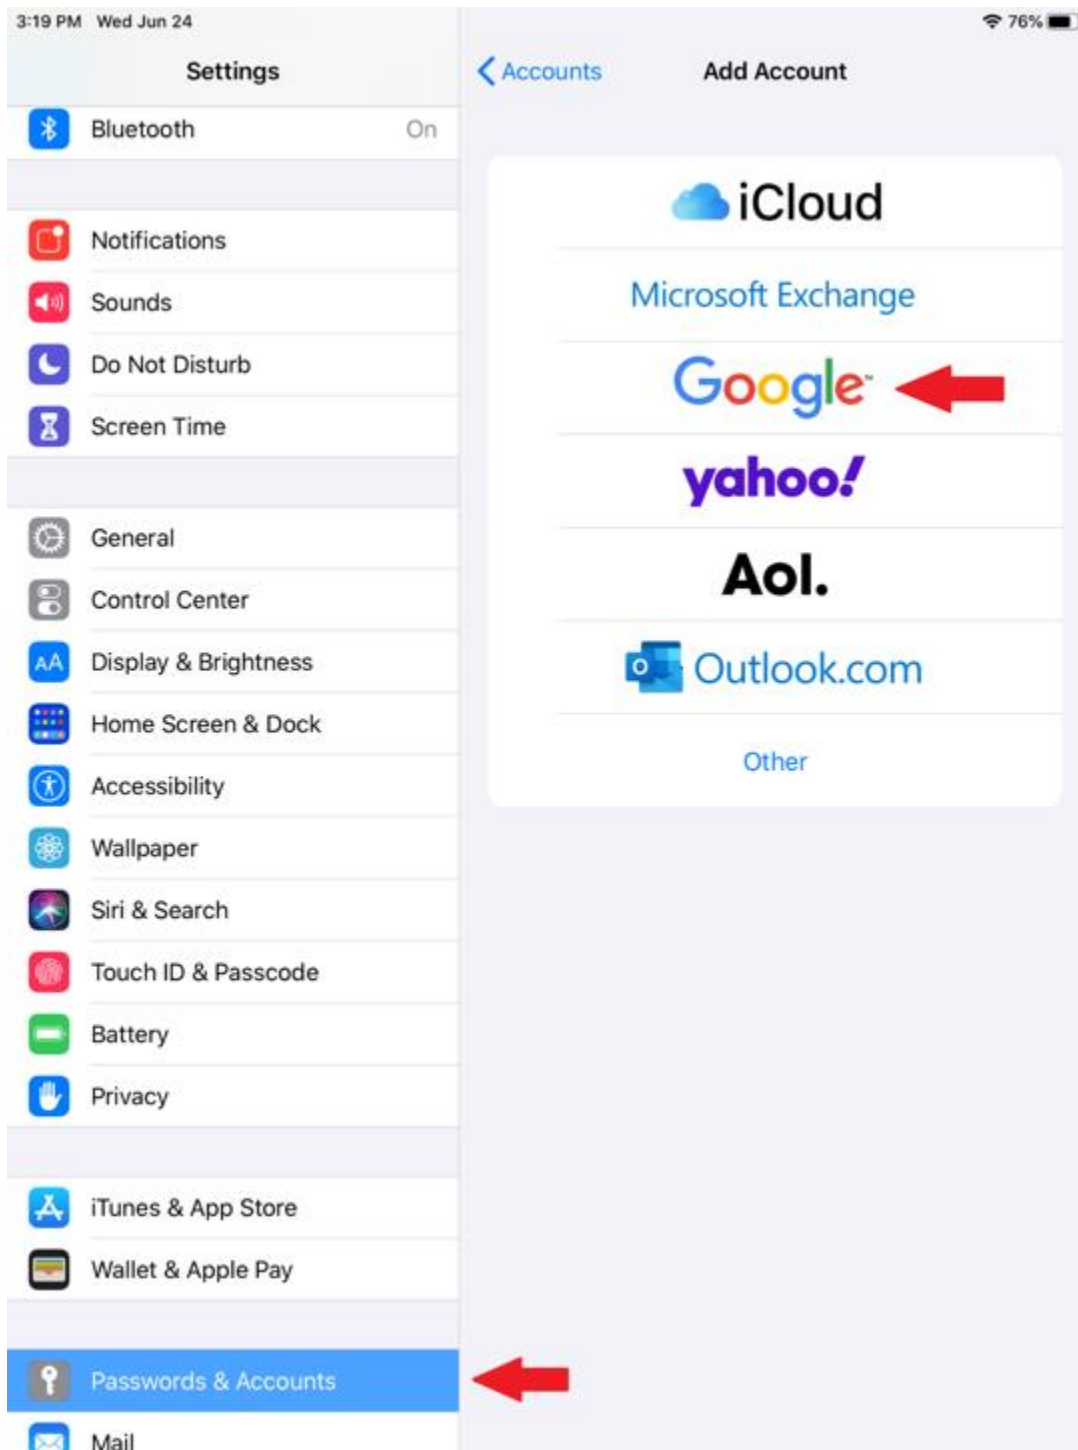 3:19 PM Wed Jun 24
76%
Settings
Bluetooth On
Notifications
Sounds
Do Not Disturb
Screen Time
General
Control Center
AA
Display & Brightness
Home Screen & Dock
Accessibility
Wallpaper
Siri & Search
Touch ID & Passcode
Battery
Privacy
iTunes & App Store
Wallet & Apple Pay
Passwords & Accounts
Mail
Accounts
Add Account
iCloud
Microsoft Exchange
Google™
yahoo!
Aol.
Outlook.com
Other